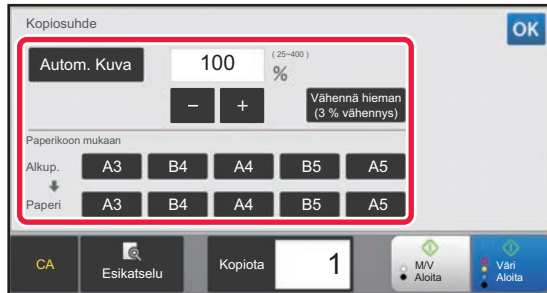 Kopiosuhde
OK
Autom. Kuva
100
(25~400)
%
−
+
Vähennä hieman
(3 % vähennys)
Paperikoon mukaan
Alkup.
A3 B4 A4 B5 A5
Paperi
A3 B4 A4 B5 A5
CA
Esikatselu
Kopiota
1
M/V
Aloita
Väri
Aloita